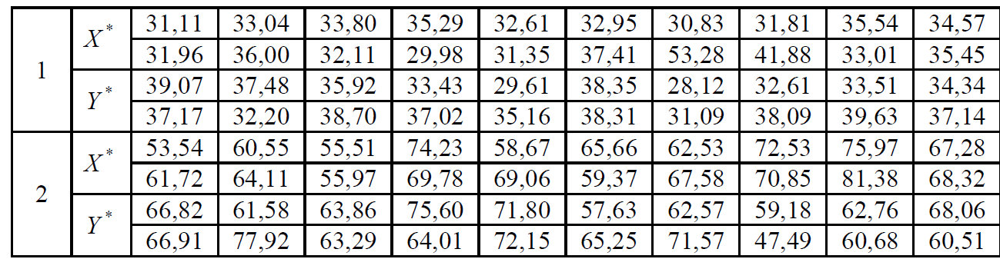 1
X*
31,11 33,04 33,80 35,29 32,61 32,95 30,83 31,81 35,54 34,57
31,96 36,00 32,11 29,98 31,35 37,41 53,28 41,88 33,01 35,45
Y*
39,07 37,48 35,92 33,43 29,61 38,35 28,12 32,61 33,51 34,34
37,17 32,20 38,70 37,02 35,16 38,31 31,09 38,09 39,63 37,14
2
X*
53,54 60,55 55,51 74,23 58,67 65,66 62,53 72,53 75,97 67,28
61,72 64,11 55,97 69,78 69,06 59,37 67,58 70,85 81,38 68,32
Y*
66,82 61,58 63,86 75,60 71,80 57,63 62,57 59,18 62,76 68,06
66,91 77,92 63,29 64,01 72,15 65,25 71,57 47,49 60,68 60,51